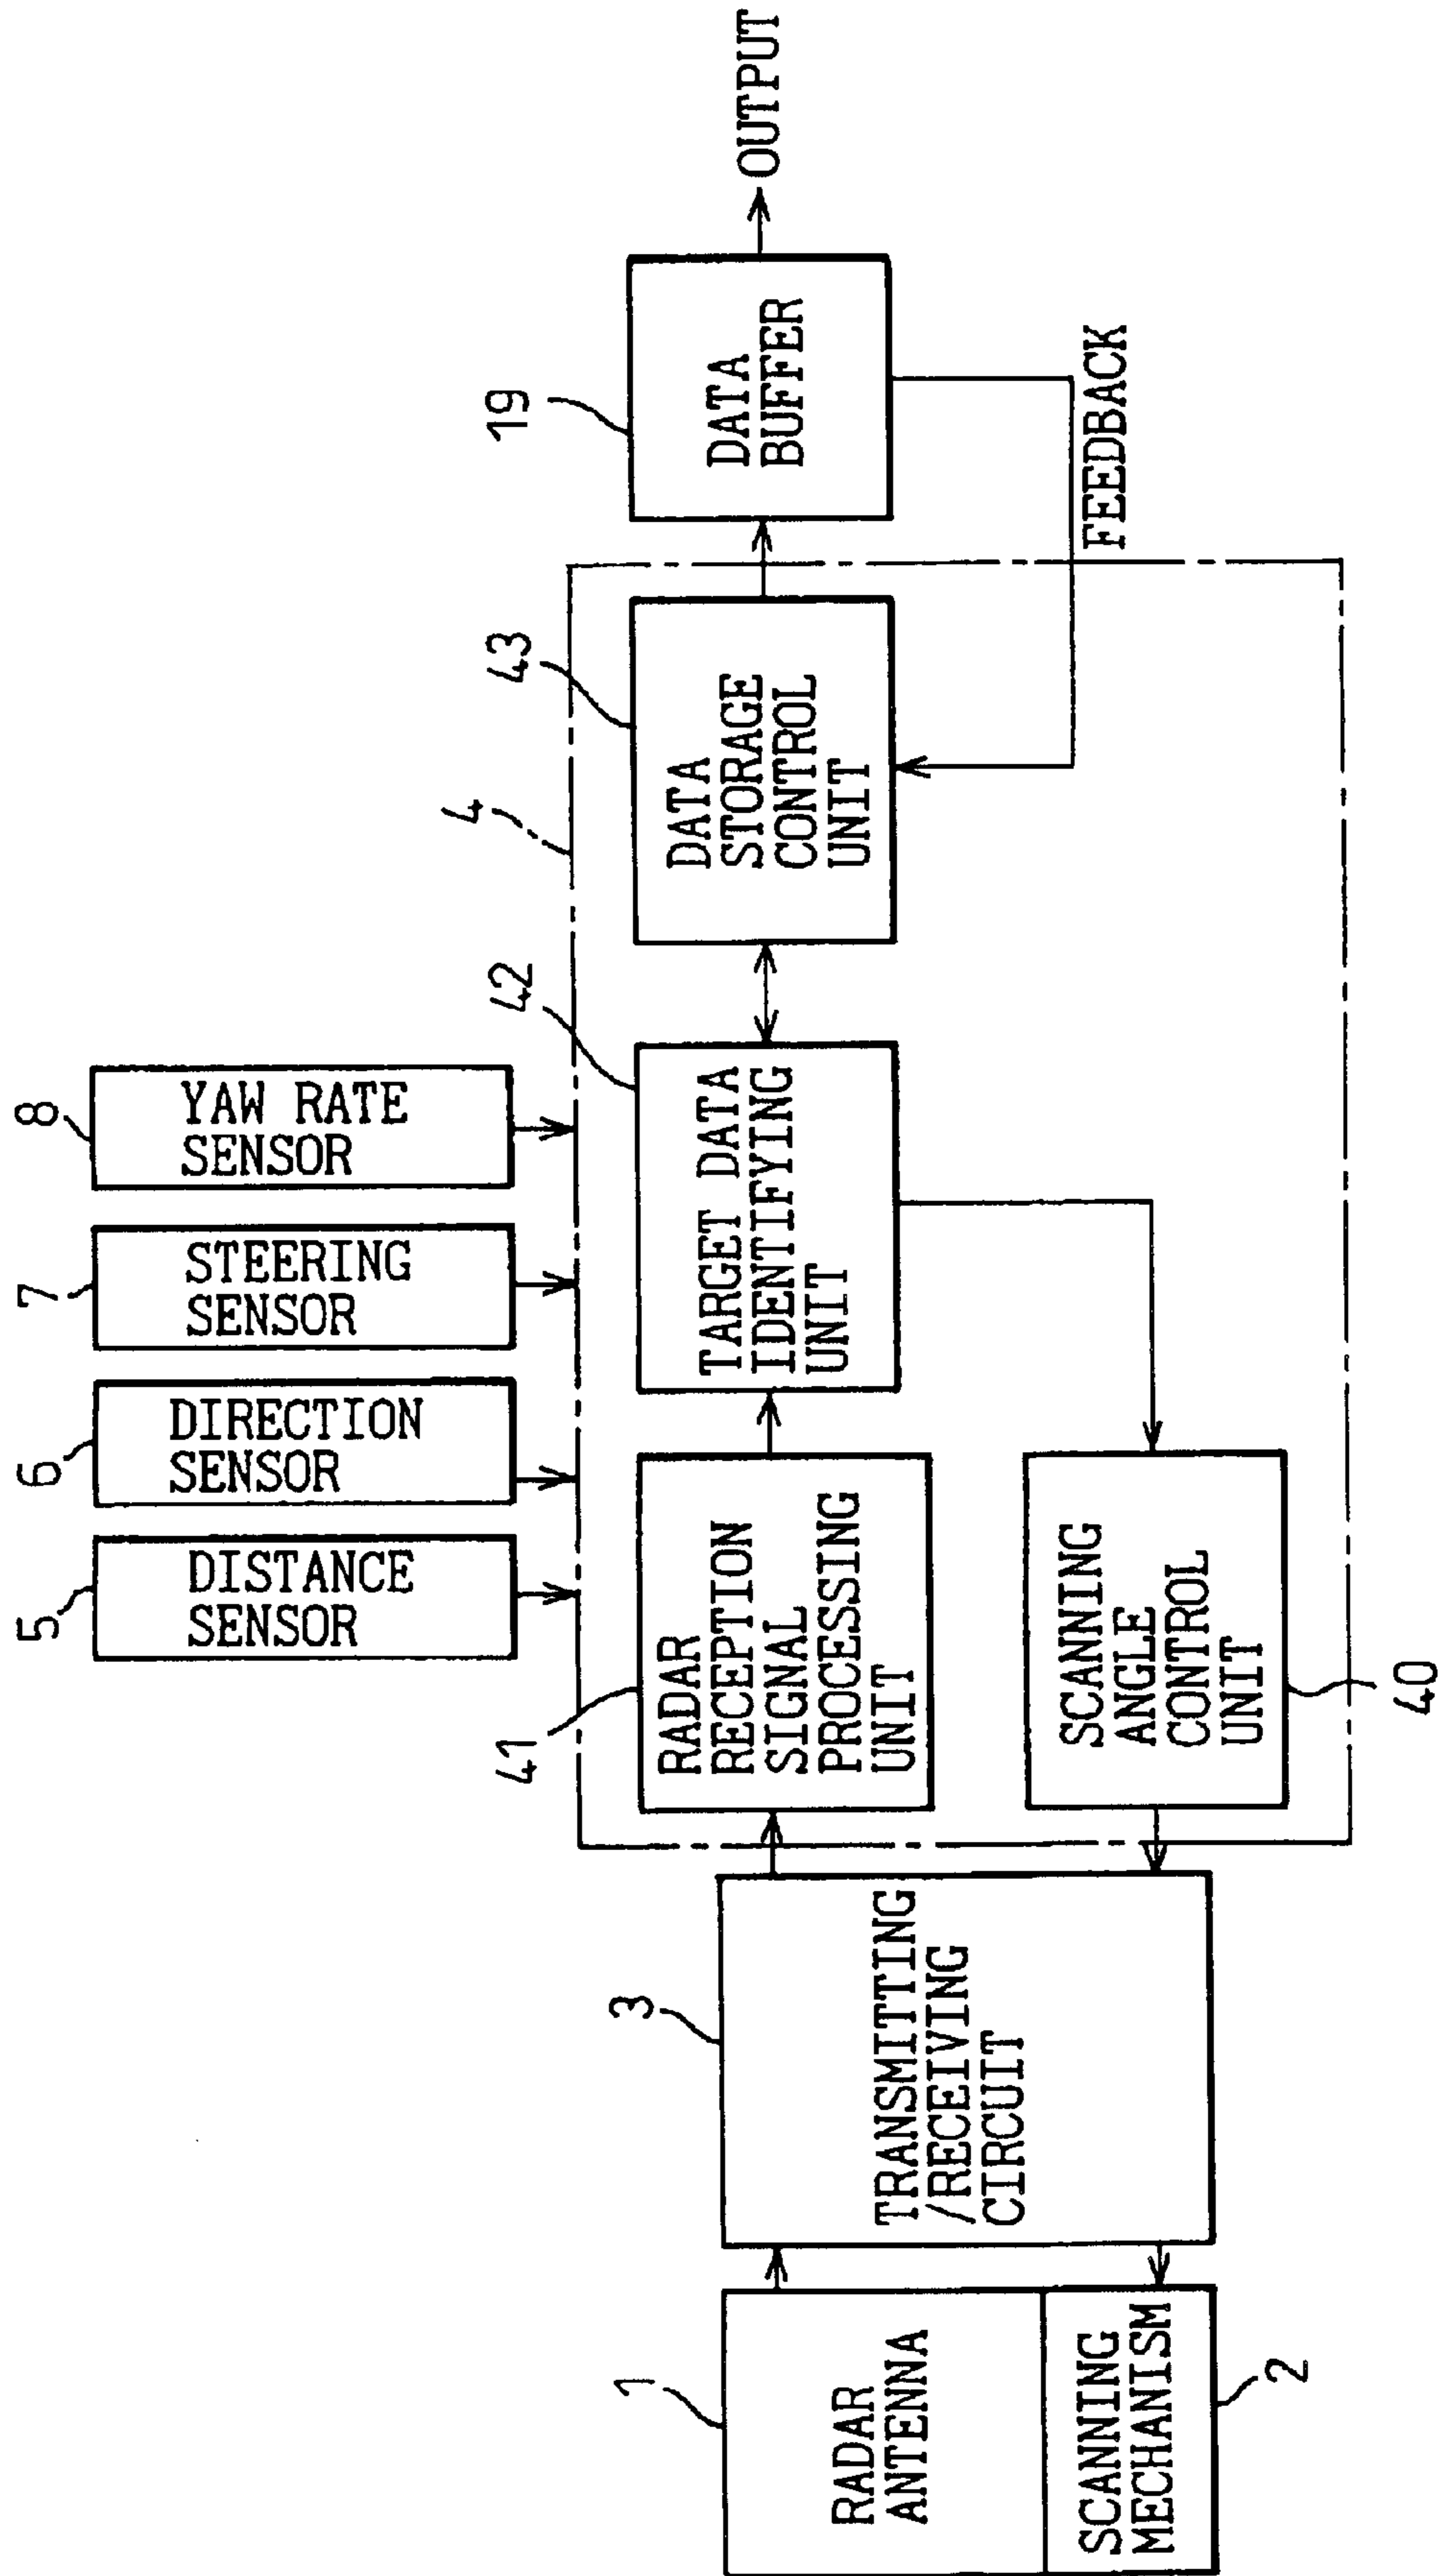 5
DISTANCE
SENSOR
6
DIRECTION
SENSOR
7
STEERING
SENSOR
8
YAW RATE
SENSOR
4
1
RADAR
ANTENNA
SCANNING
MECHANISM
2
3
TRANSMITTING
/RECEIVING
CIRCUIT
41
RADAR
RECEPTION
SIGNAL
PROCESSING
UNIT
42
TARGET DATA
IDENTIFYING
UNIT
43
DATA
STORAGE
CONTROL
UNIT
19
DATA
BUFFER
OUTPUT
FEEDBACK
SCANNING
ANGLE
CONTROL
UNIT
40